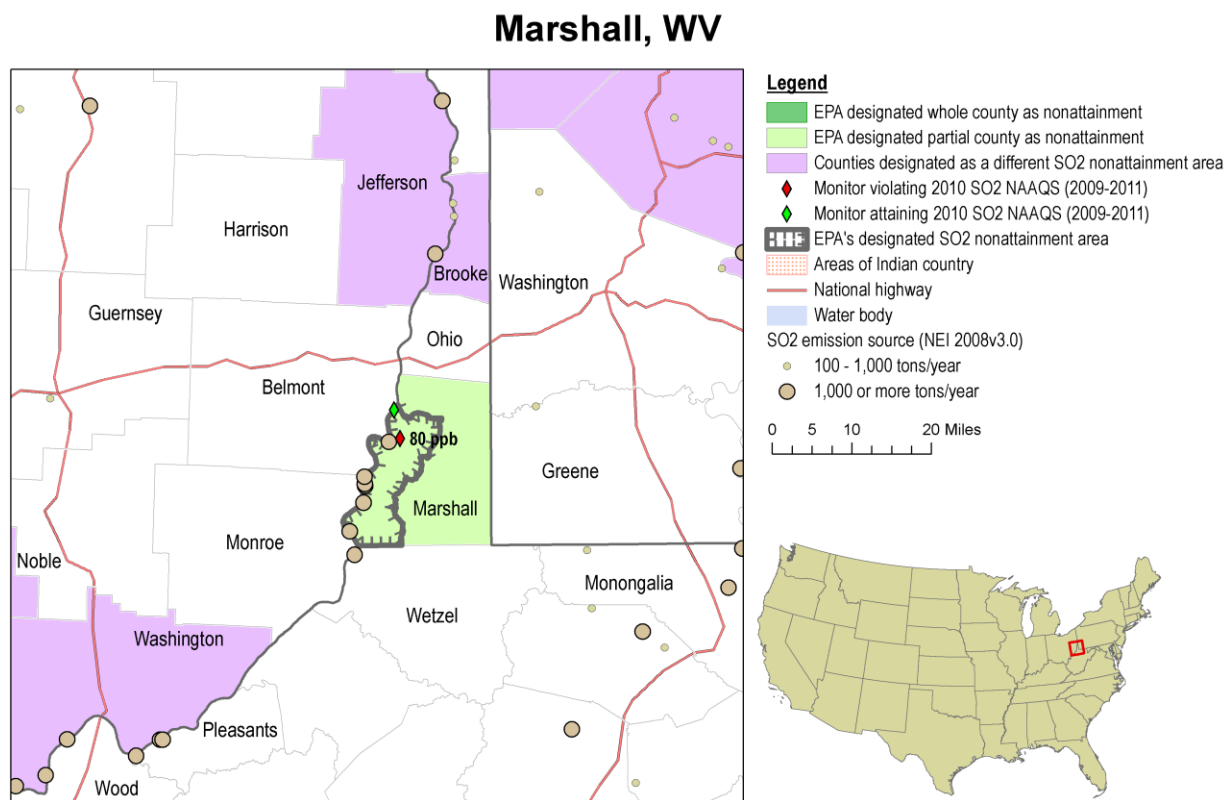 Marshall, WV
Jefferson
Harrison
Brooke
Washington
Guernsey
Ohio
Belmont
80 ppb
Greene
Marshall
Monroe
Noble
Monongalia
Wetzel
Washington
Pleasants
Wood
Legend
EPA designated whole county as nonattainment
EPA designated partial county as nonattainment
Counties designated as a different SO2 nonattainment area
Monitor violating 2010 SO2 NAAQS (2009-2011)
Monitor attaining 2010 SO2 NAAQS (2009-2011)
EPA's designated SO2 nonattainment area
Areas of Indian country
National highway
Water body
SO2 emission source (NEI 2008v3.0)
100 - 1,000 tons/year
1,000 or more tons/year
0 5 10 20 Miles